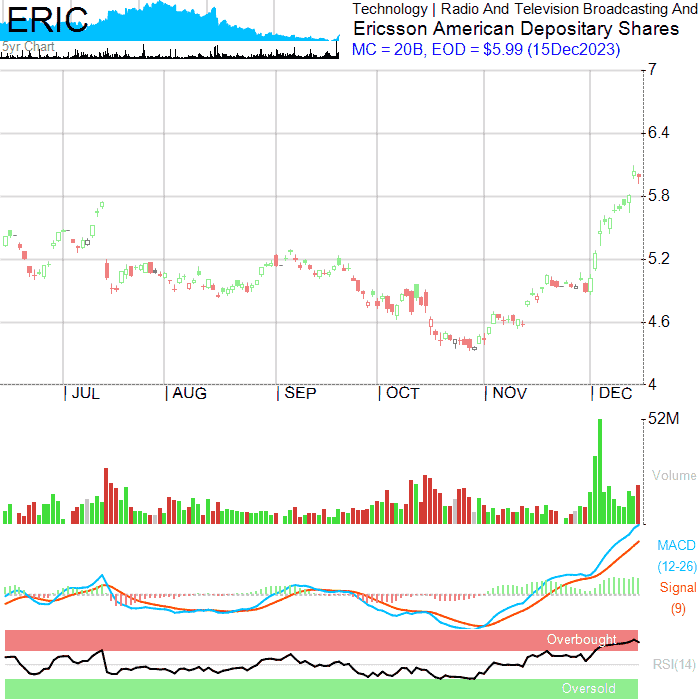 ERIC
5yr Chart
Technology | Radio And Television Broadcasting And
Ericsson American Depositary Shares
MC = 20B, EOD = $5.99 (15Dec2023)
7
6.4
5.8
5.2
4.6
4
|JUL |AUG |SEP |OCT |NOV |DEC
52M
Volume
MACD
(12-26)
Signal
(9)
Overbought
RSI(14)
Oversold